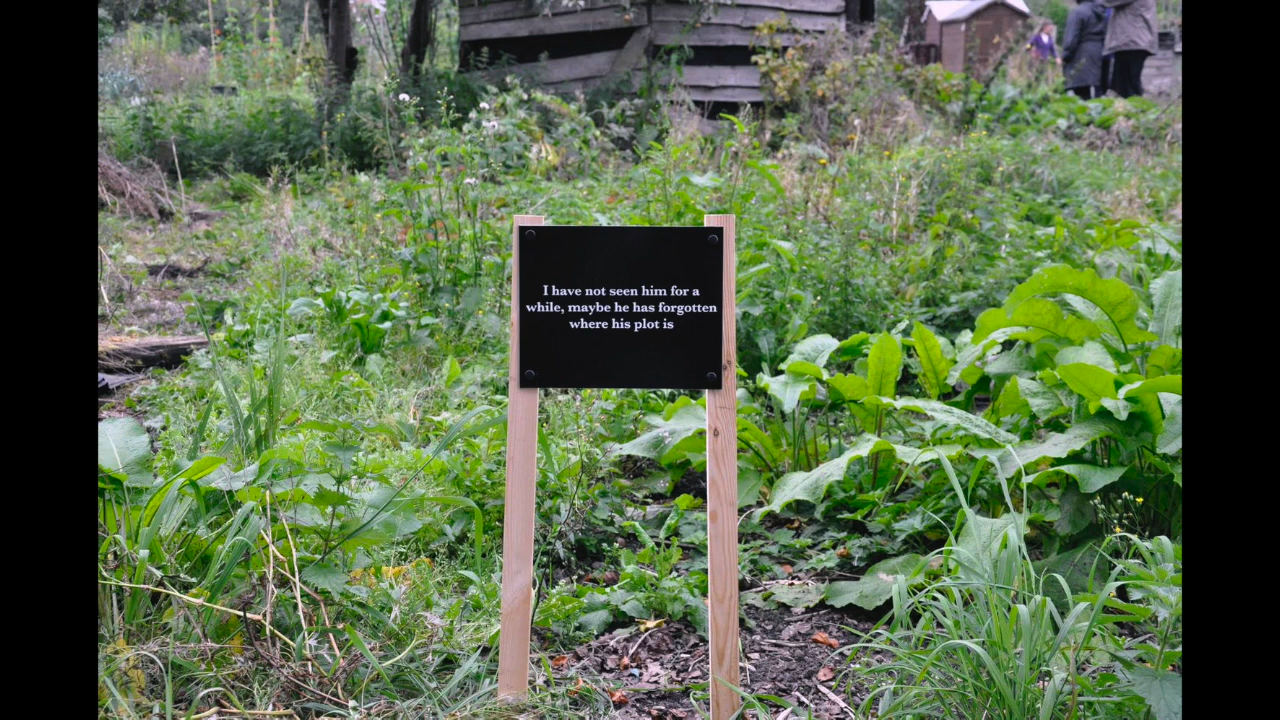 I have not seen him for a
while, maybe he has forgotten
where his plot is